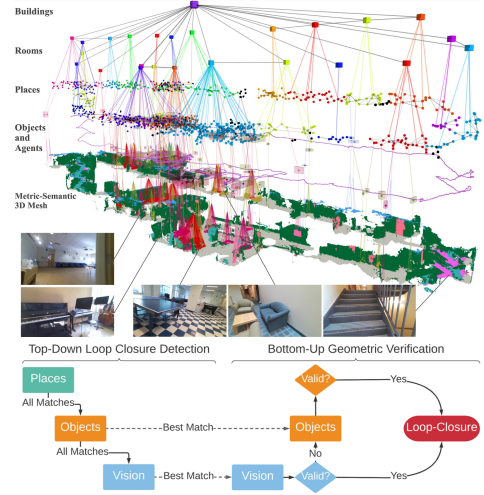 Buildings
Rooms
Places
Objects
and
Agents
Metric-Semantic
3D Mesh
Top-Down Loop Closure Detection
Bottom-Up Geometric Verification
Places
Valid?
Yes
All Matches
Objects
Best Match
Objects
Loop-Closure
All Matches
No
Vision
Best Match
Vision
Valid?
Yes